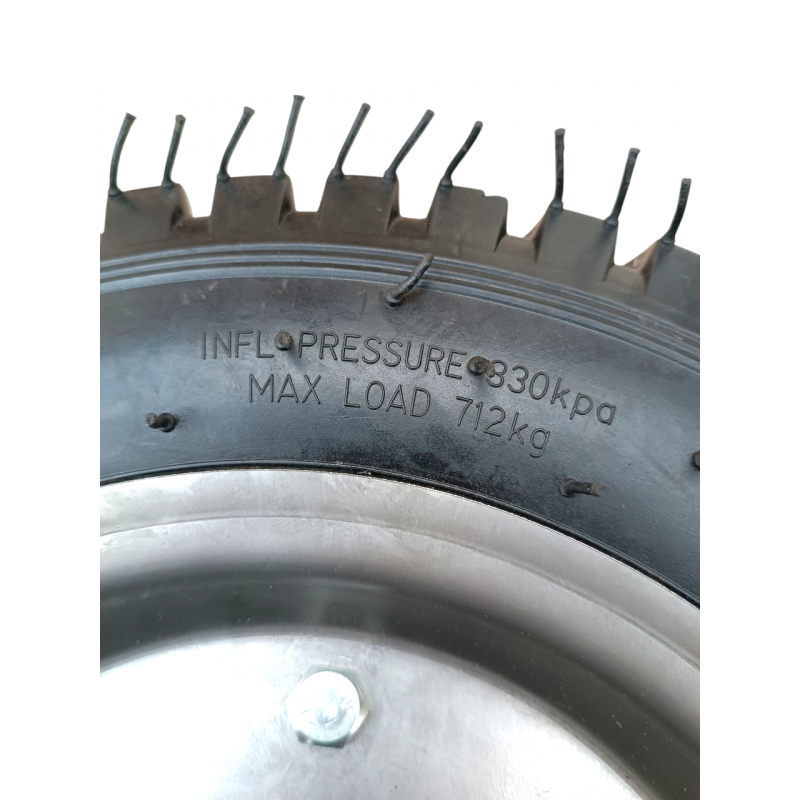 INFL PRESSURE 330kpa
MAX LOAD 712kg